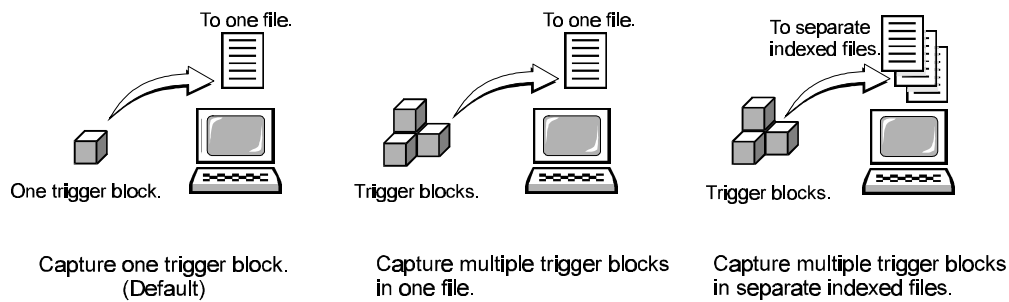 To one file.
One trigger block.
Capture one trigger block.
(Default)
To one file.
Trigger blocks.
Capture multiple trigger blocks
in one file.
To separate
indexed files.
Trigger blocks.
Capture multiple trigger blocks
in separate indexed files.